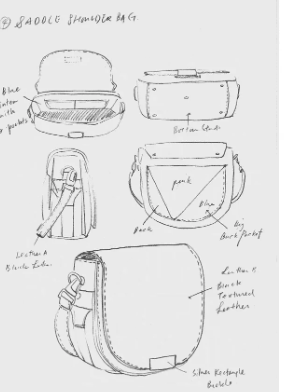 SADDLE SHOULDER BAG
Blue
with
pockets
Bottom Studs
pink
Blue
Back
Big
Back Pocket
Leather A
Leather B
Black
Textured
Leather
Silver Rectangle
Buckle